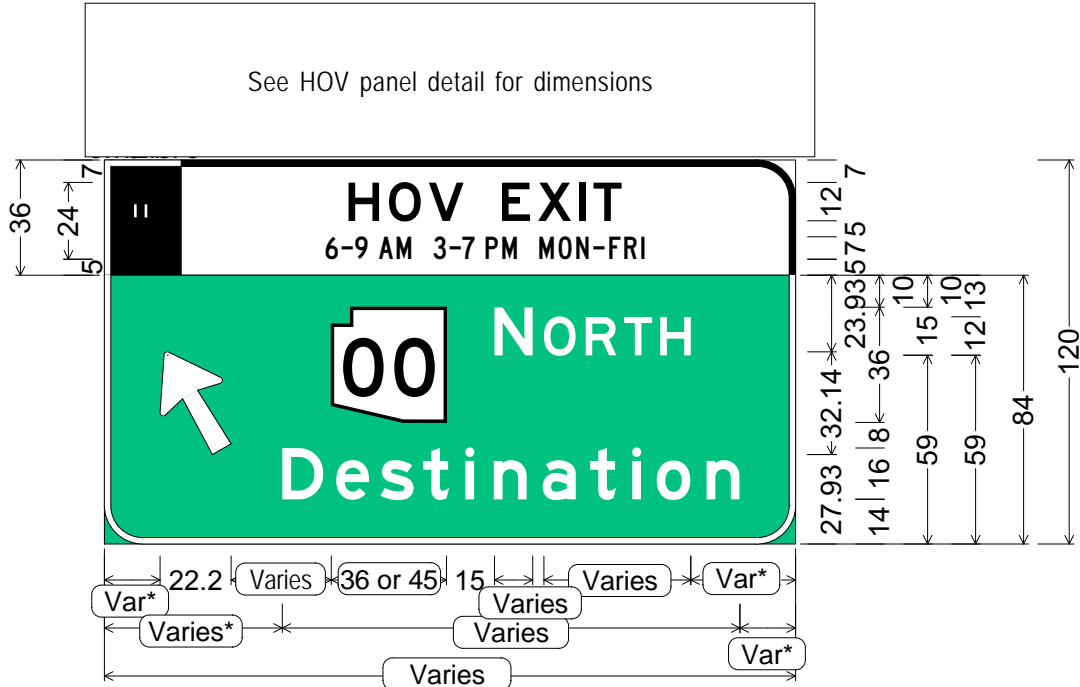 See HOV panel detail for dimensions
HOV EXIT
6-9 AM 3-7 PM MON-FRI
00
NORTH
Destination
36
7
24
5
7
12
5
7
5
23.93
32.14
27.93
10
36
8
16
14
10
15
59
13
12
59
84
120
22.2
Varies
36 or 45
15
Varies
Var*
Var*
Varies
Varies*
Varies
Var*
Varies